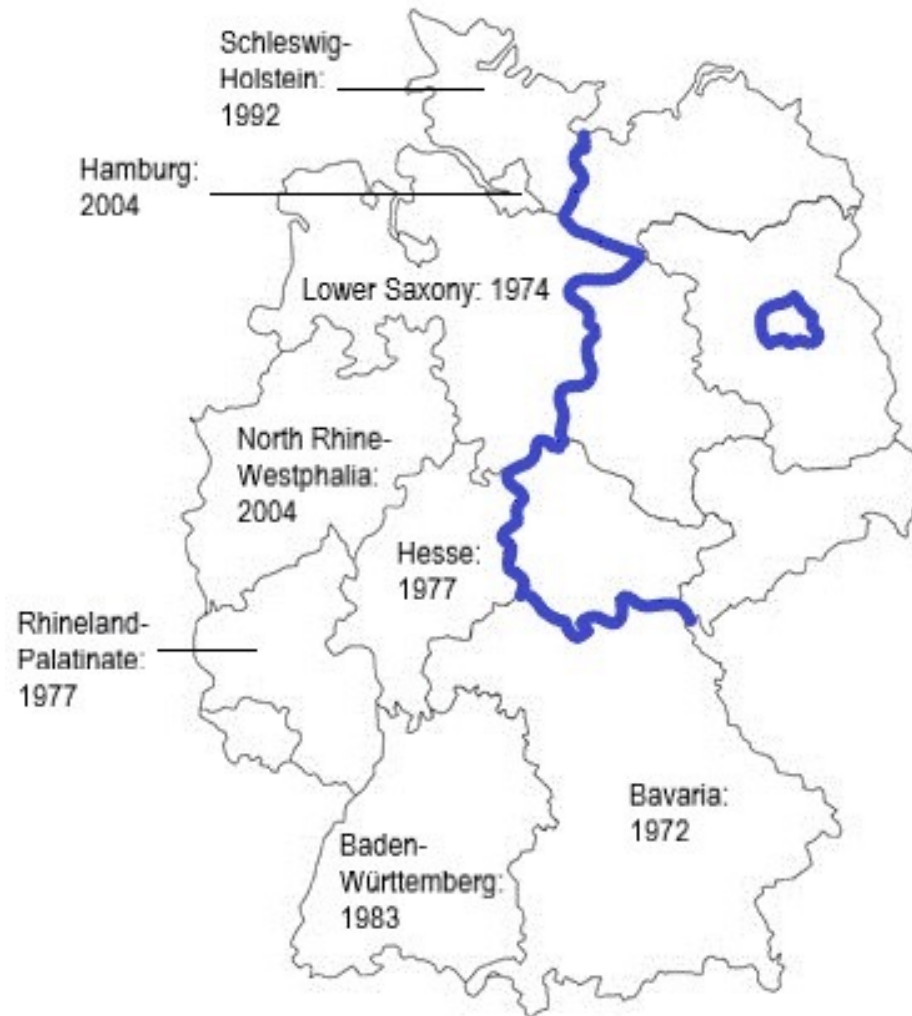 Schleswig-
Holstein:
1992
Hamburg:
2004
Lower Saxony: 1974
North Rhine-
Westphalia:
2004
Hesse:
1977
Rhineland-
Palatinate:
1977
Bavaria:
1972
Baden-
Württemberg:
1983